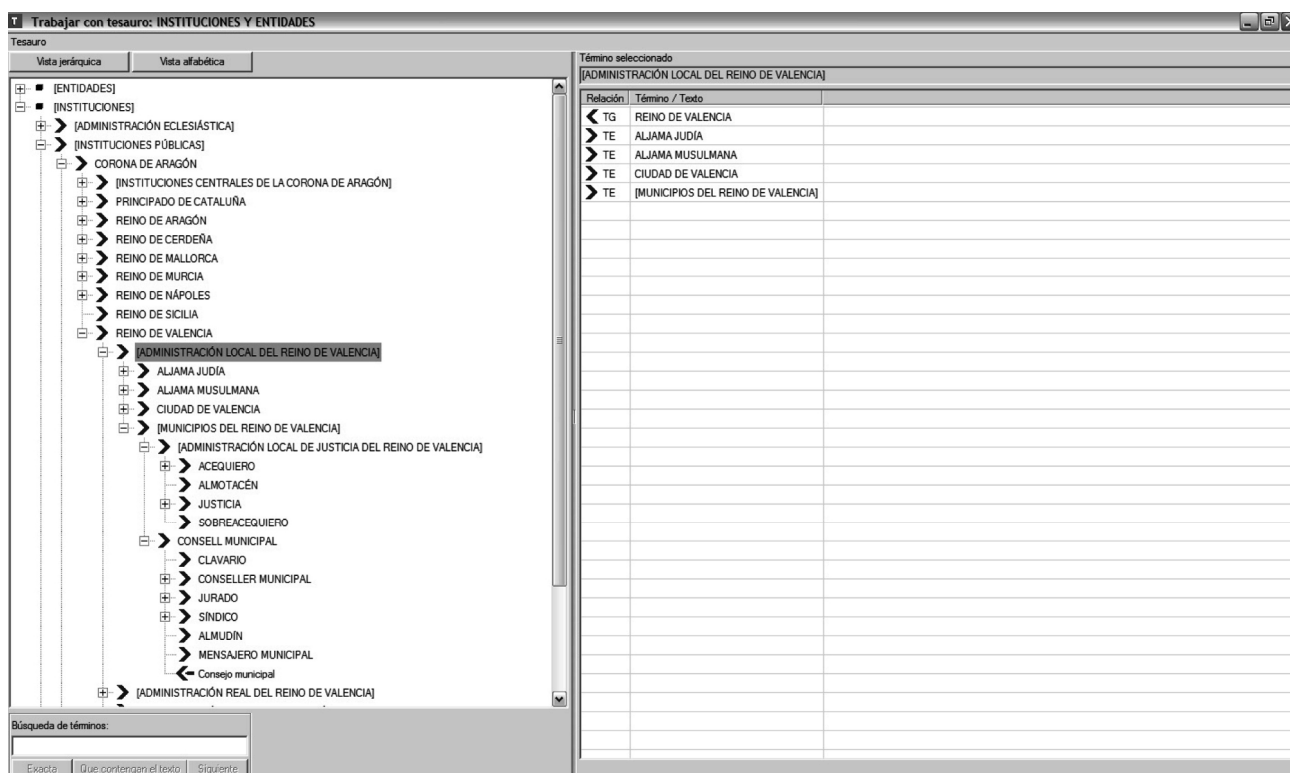 T Trabajar con tesauro: INSTITUCIONES Y ENTIDADES
Tesauro
Vista jerárquica Vista alfabética
[ENTIDADES]
[INSTITUCIONES]
[ADMINISTRACIÓN ECLESIÁSTICA]
[INSTITUCIONES PÚBLICAS]
CORONA DE ARAGÓN
[INSTITUCIONES CENTRALES DE LA CORONA DE ARAGÓN]
PRINCIPADO DE CATALUÑA
REINO DE ARAGÓN
REINO DE CERDEÑA
REINO DE MALLORCA
REINO DE MURCIA
REINO DE NÁPOLES
REINO DE SICILIA
REINO DE VALENCIA
[ADMINISTRACIÓN LOCAL DEL REINO DE VALENCIA]
ALJAMA JUDÍA
ALJAMA MUSULMANA
CIUDAD DE VALENCIA
[MUNICIPIOS DEL REINO DE VALENCIA]
[ADMINISTRACIÓN LOCAL DE JUSTICIA DEL REINO DE VALENCIA]
ACEQUIERO
ALMOTACÉN
JUSTICIA
SOBREACEQUIERO
CONSELL MUNICIPAL
CLAVARIO
CONSELLER MUNICIPAL
JURADO
SÍNDICO
ALMUDÍN
MENSAJERO MUNICIPAL
Consejo municipal
[ADMINISTRACIÓN REAL DEL REINO DE VALENCIA]
Búsqueda de términos:
Exacta Que contengan el texto Siguiente
Término seleccionado
[ADMINISTRACIÓN LOCAL DEL REINO DE VALENCIA]
Relación Término / Texto
TG REINO DE VALENCIA
TE ALJAMA JUDÍA
TE ALJAMA MUSULMANA
TE CIUDAD DE VALENCIA
TE [MUNICIPIOS DEL REINO DE VALENCIA]